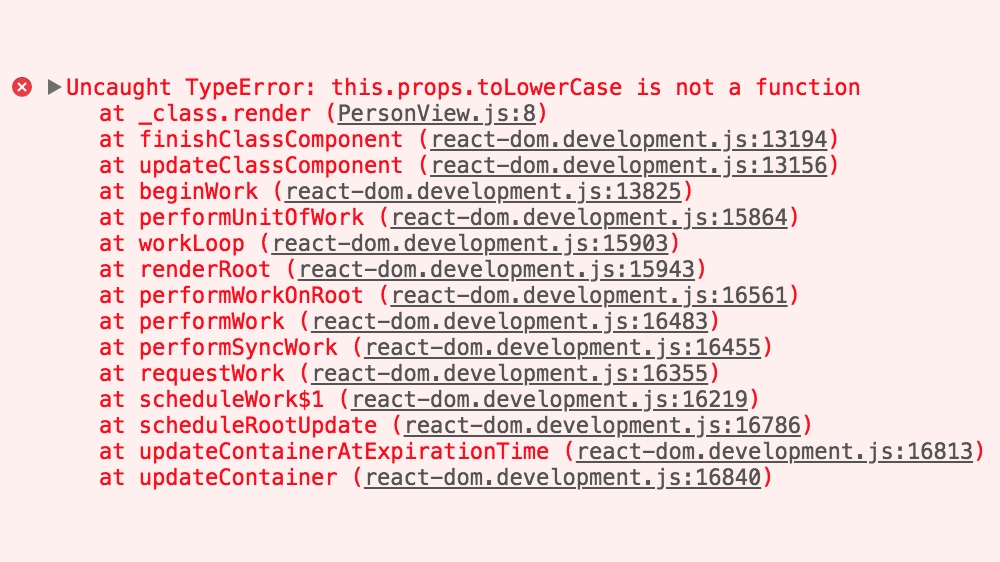 Uncaught TypeError: this.props.toLowerCase is not a function
at _class.render (PersonView.js:8)
at finishClassComponent (react-dom.development.js:13194)
at updateClassComponent (react-dom.development.js:13156)
at beginWork (react-dom.development.js:13825)
at performUnitOfWork (react-dom.development.js:15864)
at workLoop (react-dom.development.js:15903)
at renderRoot (react-dom.development.js:15943)
at performWorkOnRoot (react-dom.development.js:16561)
at performWork (react-dom.development.js:16483)
at performSyncWork (react-dom.development.js:16455)
at requestWork (react-dom.development.js:16355)
at scheduleWork$1 (react-dom.development.js:16219)
at scheduleRootUpdate (react-dom.development.js:16786)
at updateContainerAtExpirationTime (react-dom.development.js:16813)
at updateContainer (react-dom.development.js:16840)